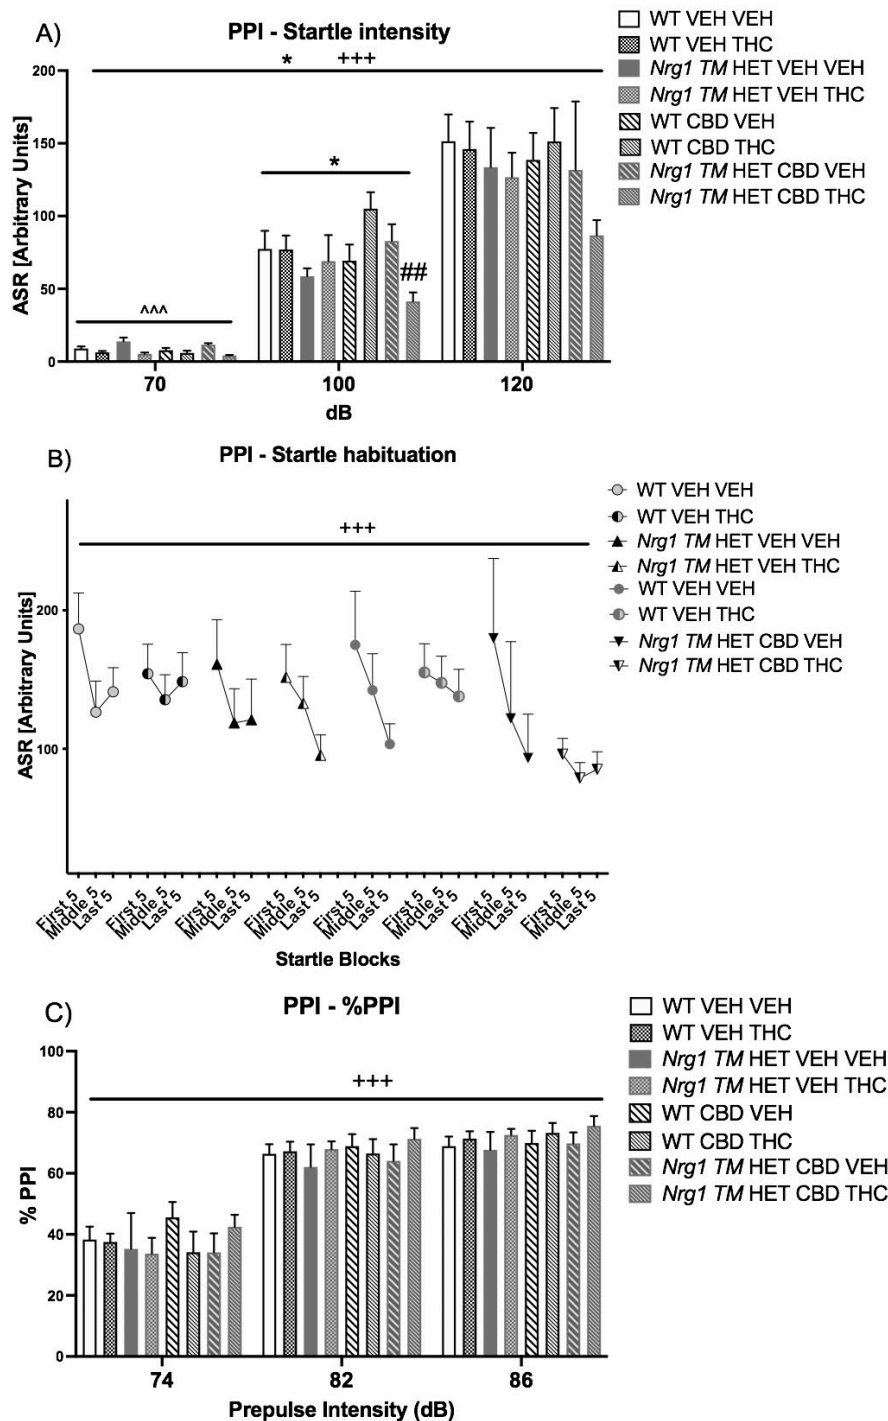 A)
PPI - Startle intensity
WT VEH VEH
WT VEH THC
Nrg1 TM HET VEH VEH
Nrg1 TM HET VEH THC
WT CBD VEH
WT CBD THC
Nrg1 TM HET CBD VEH
Nrg1 TM HET CBD THC
ASR [Arbitrary Units]
200
150
100
50
0
* +++
*
##
^^^
70 100 120
dB
B)
PPI - Startle habituation
WT VEH VEH
WT VEH THC
Nrg1 TM HET VEH VEH
Nrg1 TM HET VEH THC
WT VEH VEH
WT VEH THC
Nrg1 TM HET CBD VEH
Nrg1 TM HET CBD THC
ASR [Arbitrary Units]
+++
200
100
First 5 Middle 5 Last 5 First 5 Middle 5 Last 5 First 5 Middle 5 Last 5 First 5 Middle 5 Last 5 First 5 Middle 5 Last 5 First 5 Middle 5 Last 5 First 5 Middle 5 Last 5 First 5 Middle 5 Last 5
Startle Blocks
C)
PPI - %PPI
WT VEH VEH
WT VEH THC
Nrg1 TM HET VEH VEH
Nrg1 TM HET VEH THC
WT CBD VEH
WT CBD THC
Nrg1 TM HET CBD VEH
Nrg1 TM HET CBD THC
% PPI
100
80
60
40
20
0
+++
74 82 86
Prepulse Intensity (dB)